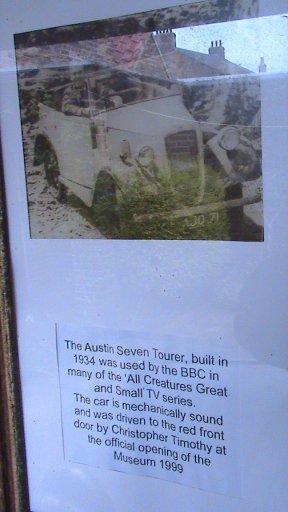 The Austin Seven Tourer, built in
1934 was used by the BBC in
many of the 'All Creatures Great
and Small' TV series.
The car is mechanically sound
and was driven to the red front
door by Christopher Timothy at
the official opening of the
Museum 1999